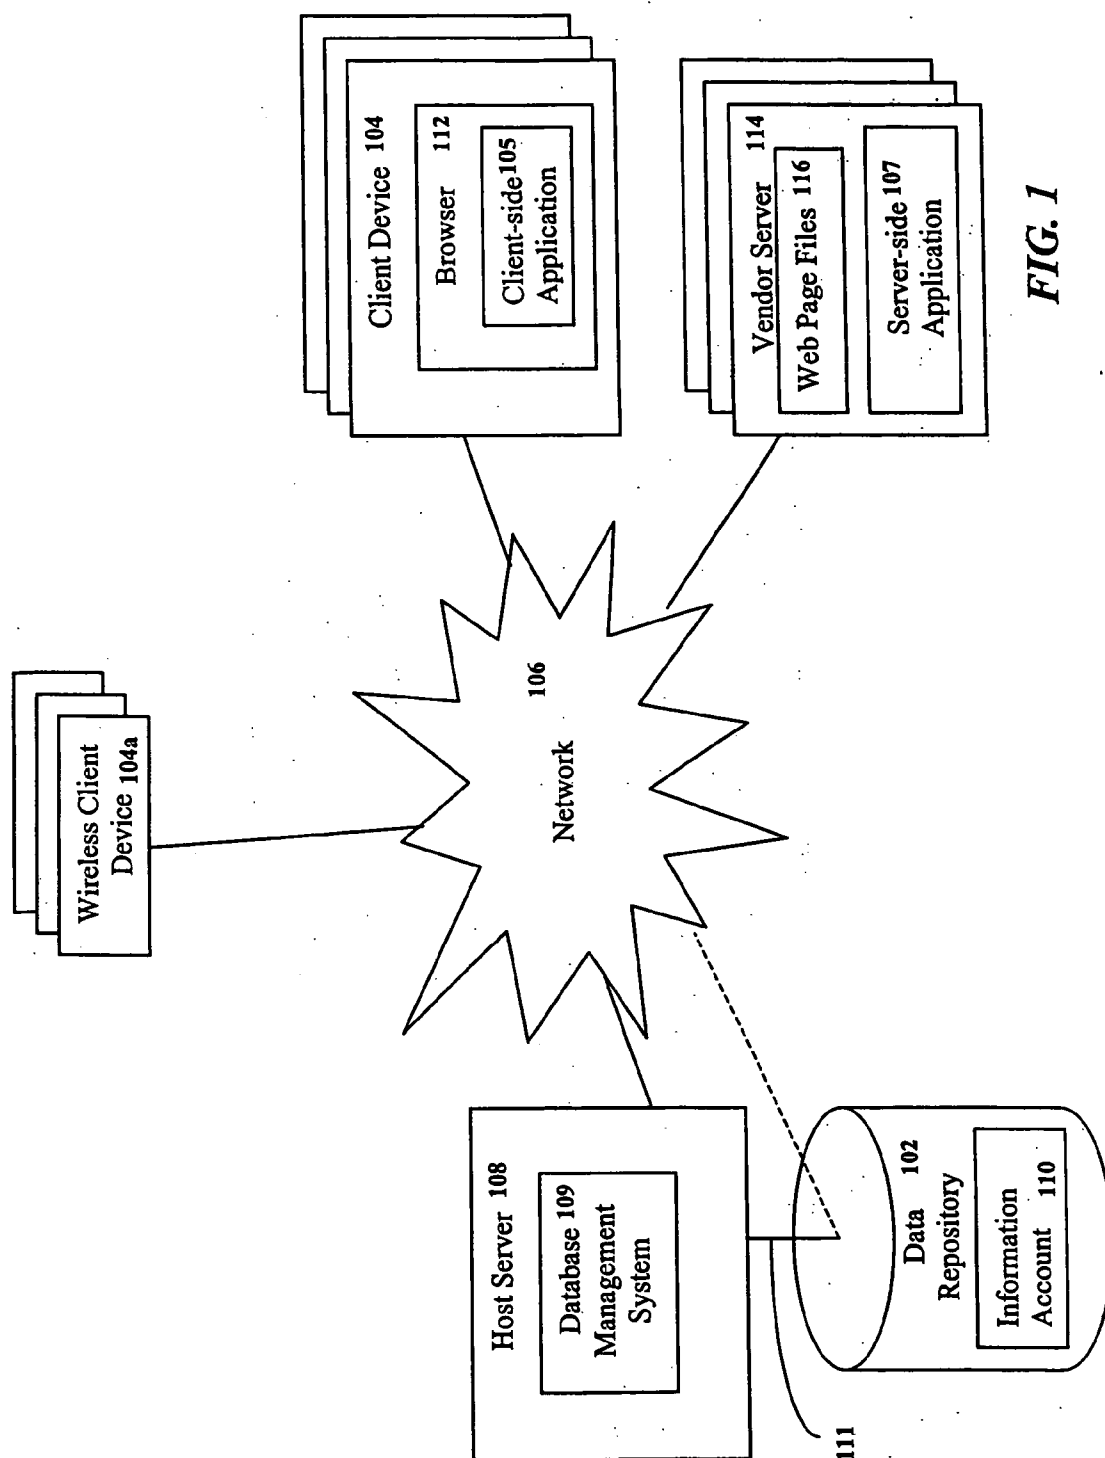 Wireless Client
Device 104a
Client Device 104
Browser 112
Client-side 105
Application
Network 106
Host Server 108
Database 109
Management
System
111
Data 102
Repository
Information
Account 110
Vendor Server 114
Web Page Files 116
Server-side 107
Application
FIG. 1